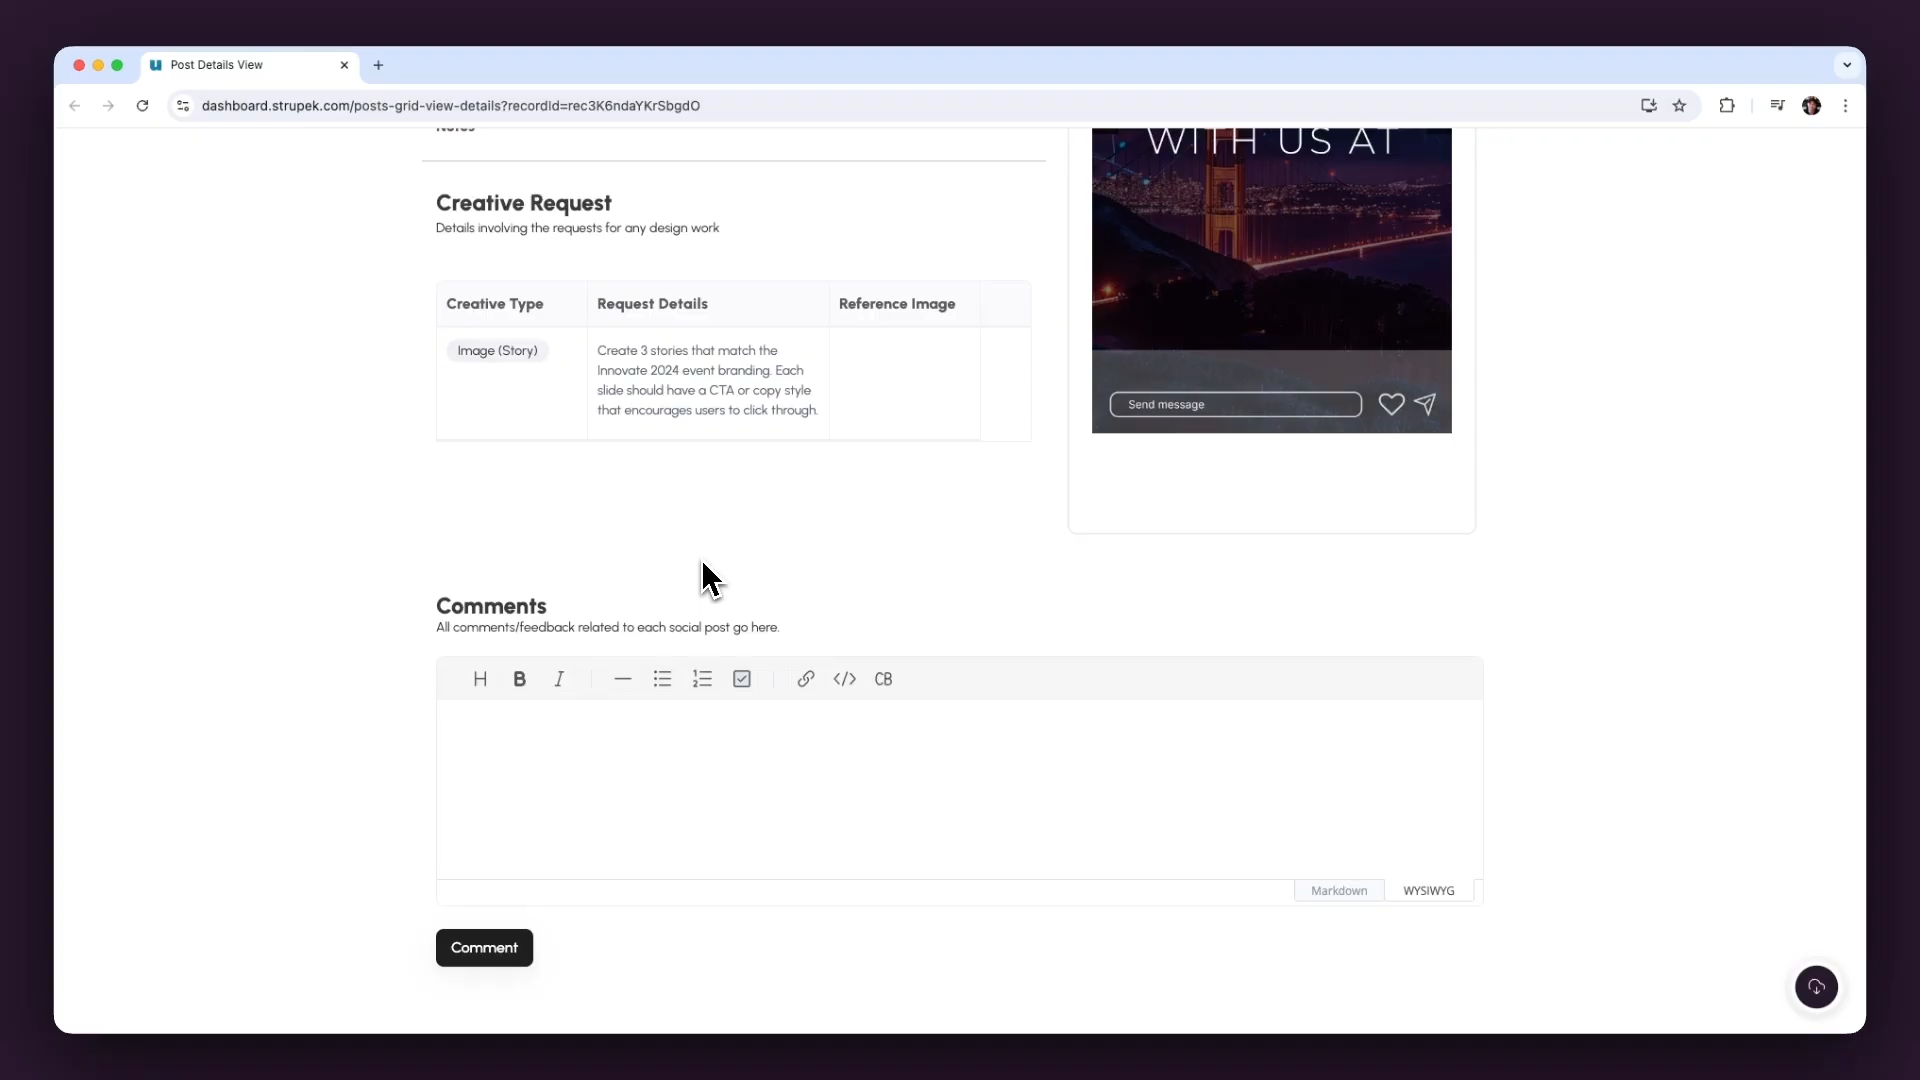 Post Details View
dashboard.strupek.com/posts-grid-view-details?recordId=rec3K6ndaYKrSbgdO
Notes
WITH US AT
Creative Request
Details involving the requests for any design work
Creative Type
Request Details
Reference Image
Image (Story)
Create 3 stories that match the
Innovate 2024 event branding. Each
slide should have a CTA or copy style
that encourages users to click through.
Send message
Comments
All comments/feedback related to each social post go here.
H B I </> CB
Markdown
WYSIWYG
Comment